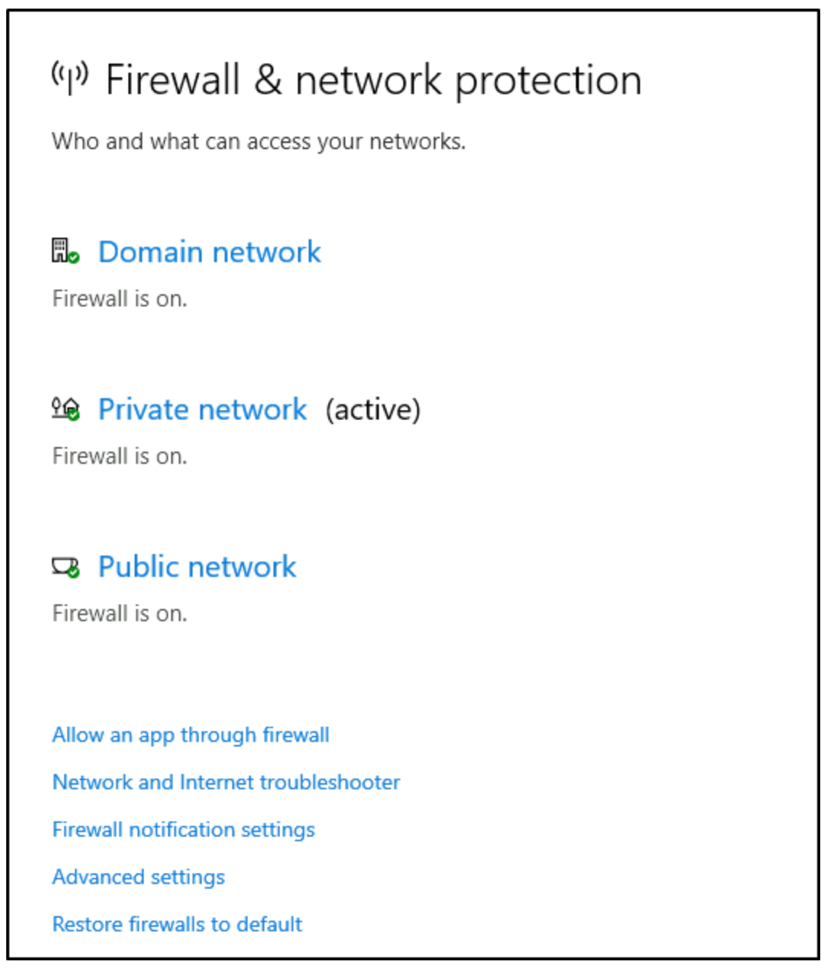 Firewall & network protection
Who and what can access your networks.
Domain network
Firewall is on.
Private network (active)
Firewall is on.
Public network
Firewall is on.
Allow an app through firewall
Network and Internet troubleshooter
Firewall notification settings
Advanced settings
Restore firewalls to default